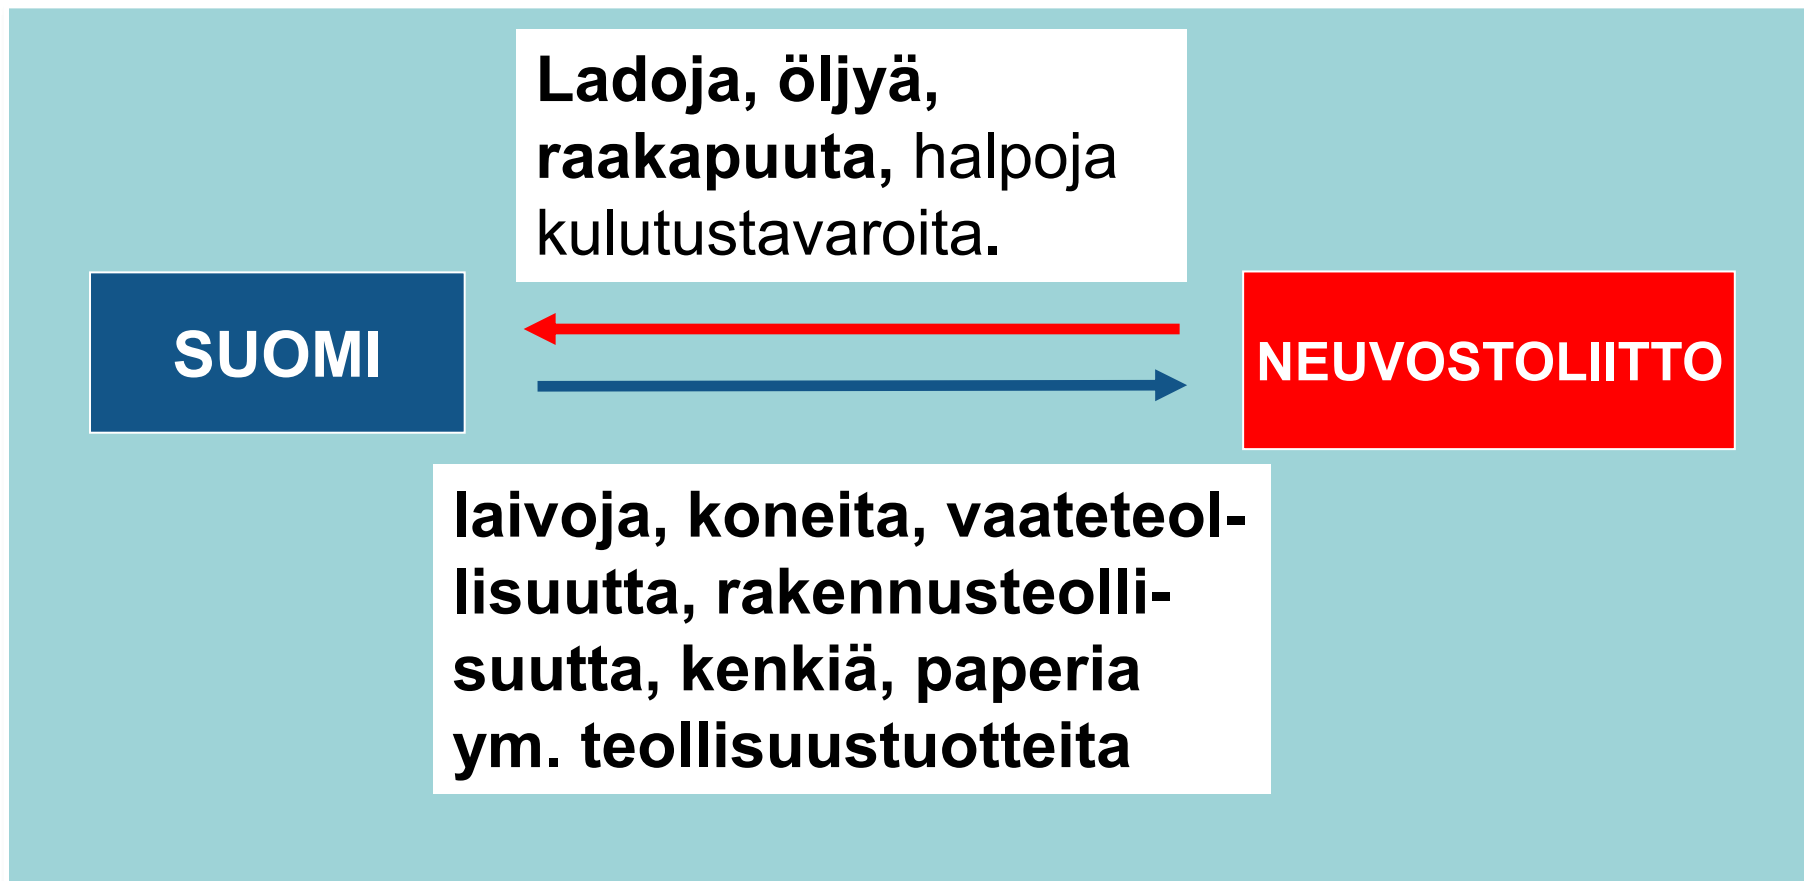 Ladoja, öljyä,
raakapuuta, halpoja
kulutustavaroita.
SUOMI
NEUVOSTOLIITTO
laivoja, koneita, vaateteol-
lisuutta, rakennusteolli-
suutta, kenkiä, paperia
ym. teollisuustuotteita